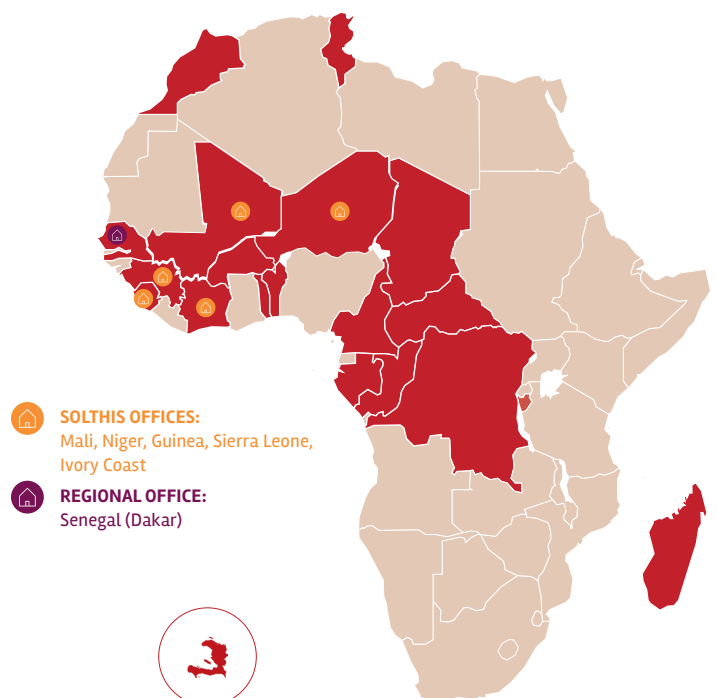 SOLTHIS OFFICES:
Mali, Niger, Guinea, Sierra Leone,
Ivory Coast
REGIONAL OFFICE:
Senegal (Dakar)